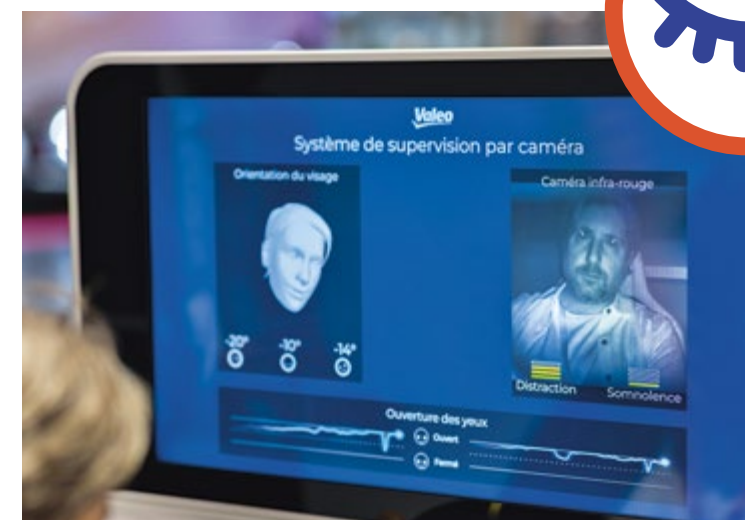 Valeo
Système de supervision par caméra
Orientation du visage
Caméra infra-rouge
-20°
-10°
-14°
Distraction
Somnolence
Ouverture des yeux
Ouvert
Fermé